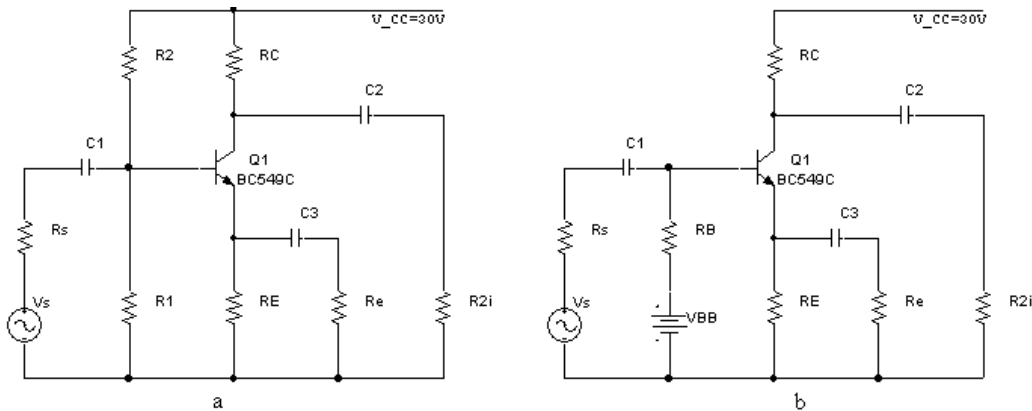 V_CC=30V
R2
RC
C2
C1
Q1
BC549C
C3
Rs
Vs
R1
RE
Re
R2i
a
V_CC=30V
RC
C2
C1
Q1
BC549C
C3
Rs
RB
Vs
VBB
RE
Re
R2i
b